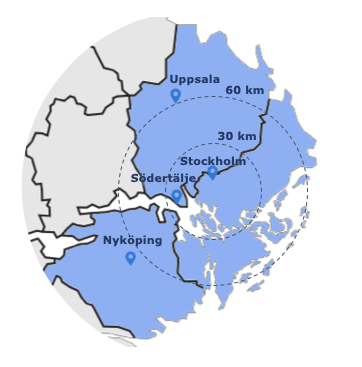 Uppsala
60 km
30 km
Stockholm
Södertälje
Nyköping